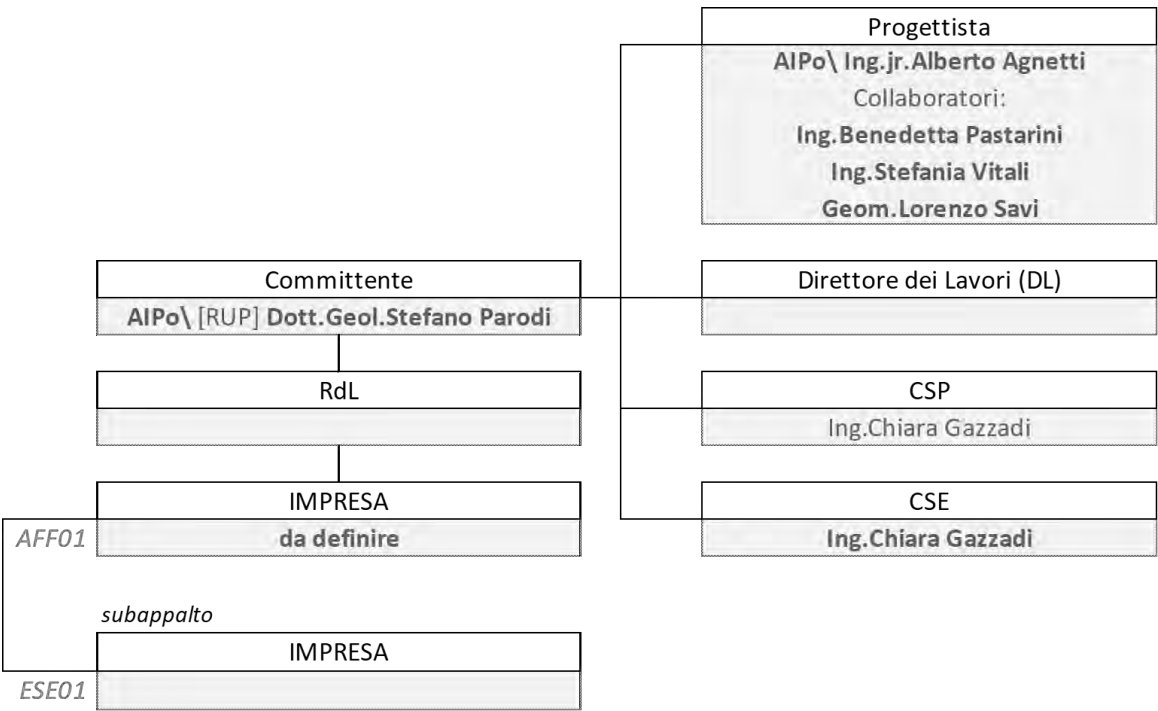 Progettista
AIPo\ Ing.jr.Alberto Agnetti
Collaboratori:
Ing.Benedetta Pastarini
Ing.Stefania Vitali
Geom.Lorenzo Savi
Committente
AIPo\ [RUP] Dott.Geol.Stefano Parodi
Direttore dei Lavori (DL)
RdL
CSP
Ing.Chiara Gazzadi
IMPRESA
AFF01
da definire
CSE
Ing.Chiara Gazzadi
subappalto
IMPRESA
ESE01